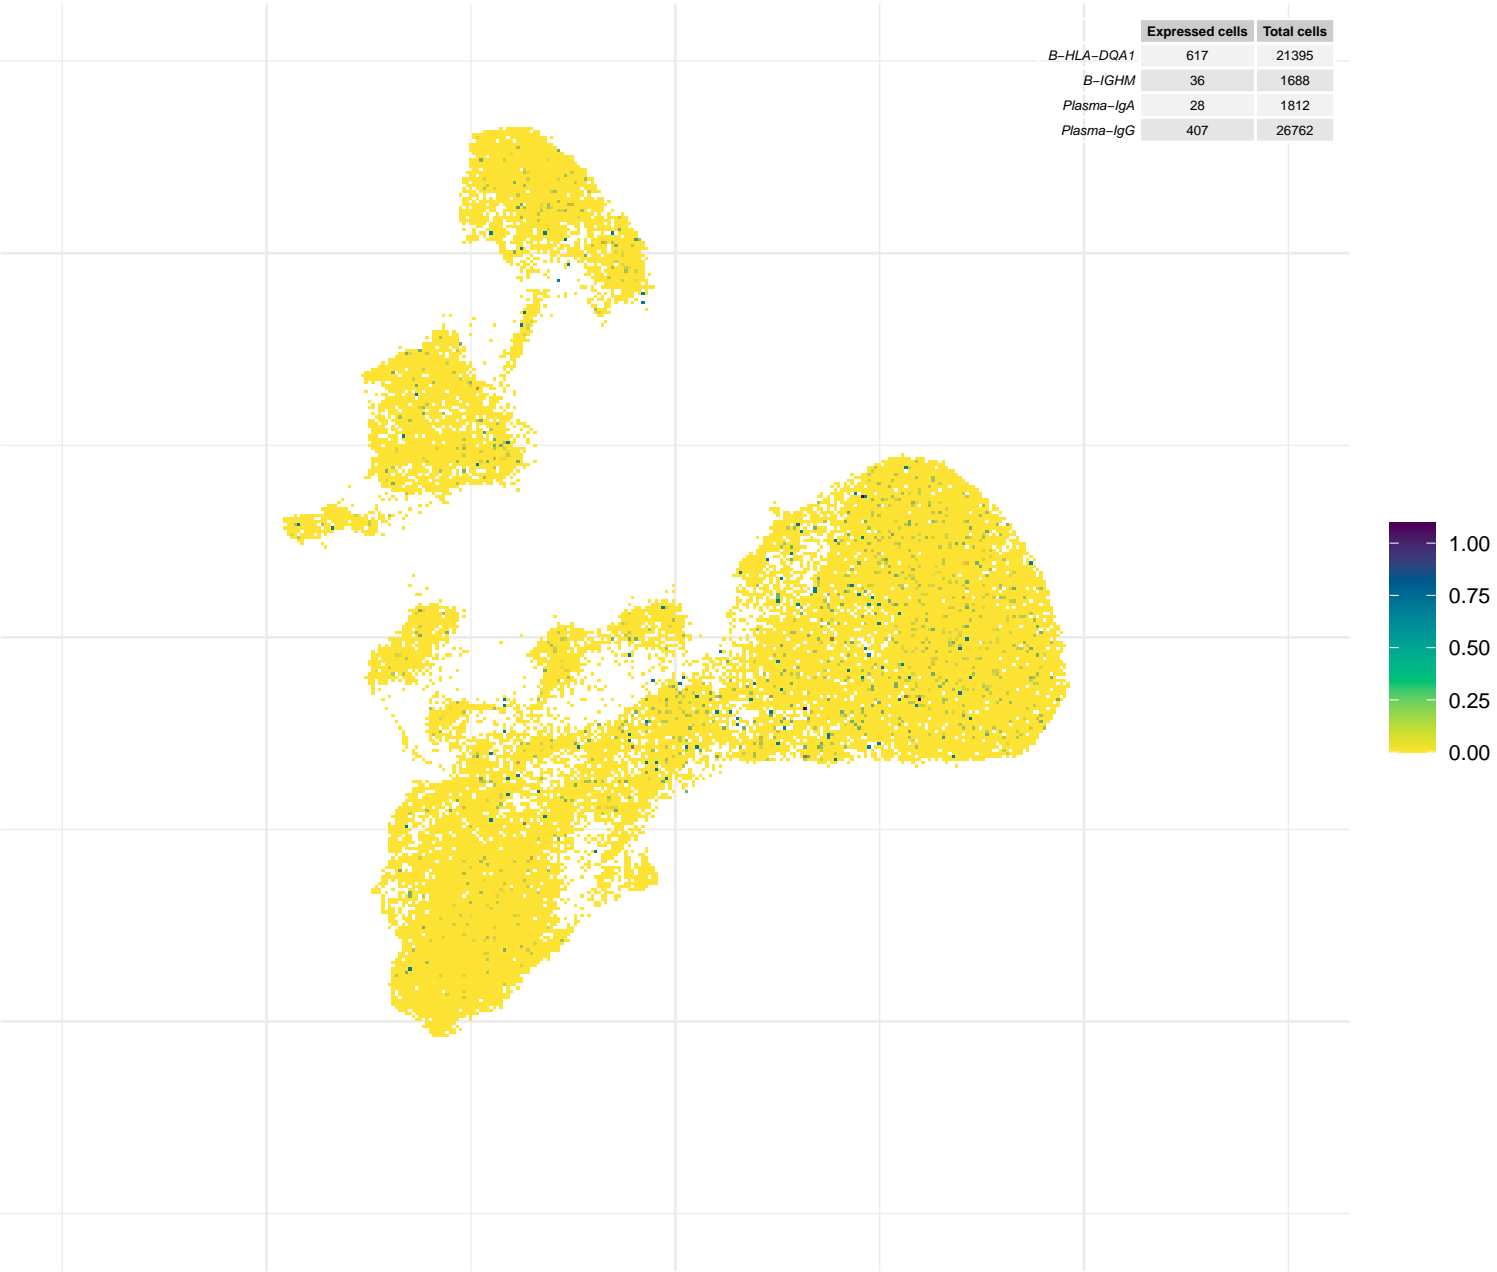 Expressed cells Total cells
B−HLA−DQA1 617 21395
B−IGHM 36 1688
Plasma−IgA 28 1812
Plasma−IgG 407 26762
1.00
0.75
0.50
0.25
0.00